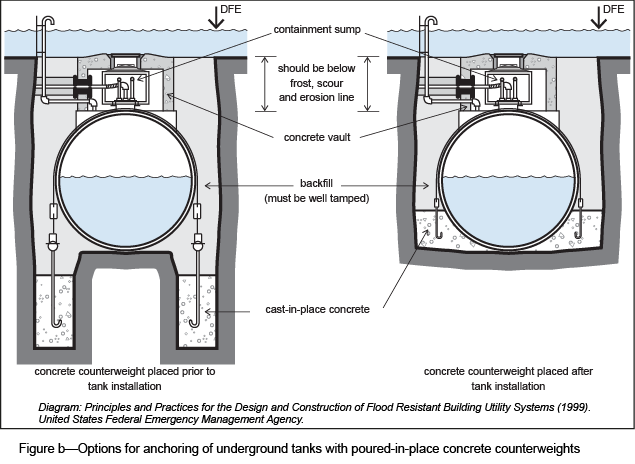 DFE
DFE
containment sump
should be below
frost, scour
and erosion line
concrete vault
backfill
(must be well tamped)
cast-in-place concrete
concrete counterweight placed prior to
tank installation
concrete counterweight placed after
tank installation
Diagram: Principles and Practices for the Design and Construction of Flood Resistant Building Utility Systems (1999).
United States Federal Emergency Management Agency.
Figure b—Options for anchoring of underground tanks with poured-in-place concrete counterweights